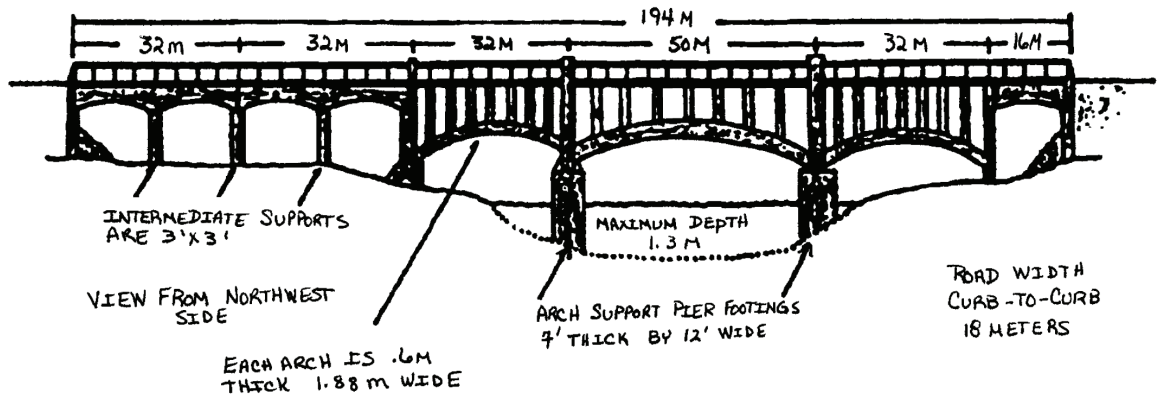 194 M
32m 32M 32M 50M 32M 16M
INTERMEDIATE SUPPORTS
ARE 3'X3'
MAXIMUM DEPTH
1.3 M
VIEW FROM NORTHWEST
SIDE
ARCH SUPPORT PIER FOOTINGS
7' THICK BY 12' WIDE
ROAD WIDTH
CURB-TO-CURB
18 METERS
EACH ARCH IS .6M
THICK 1.88 m WIDE